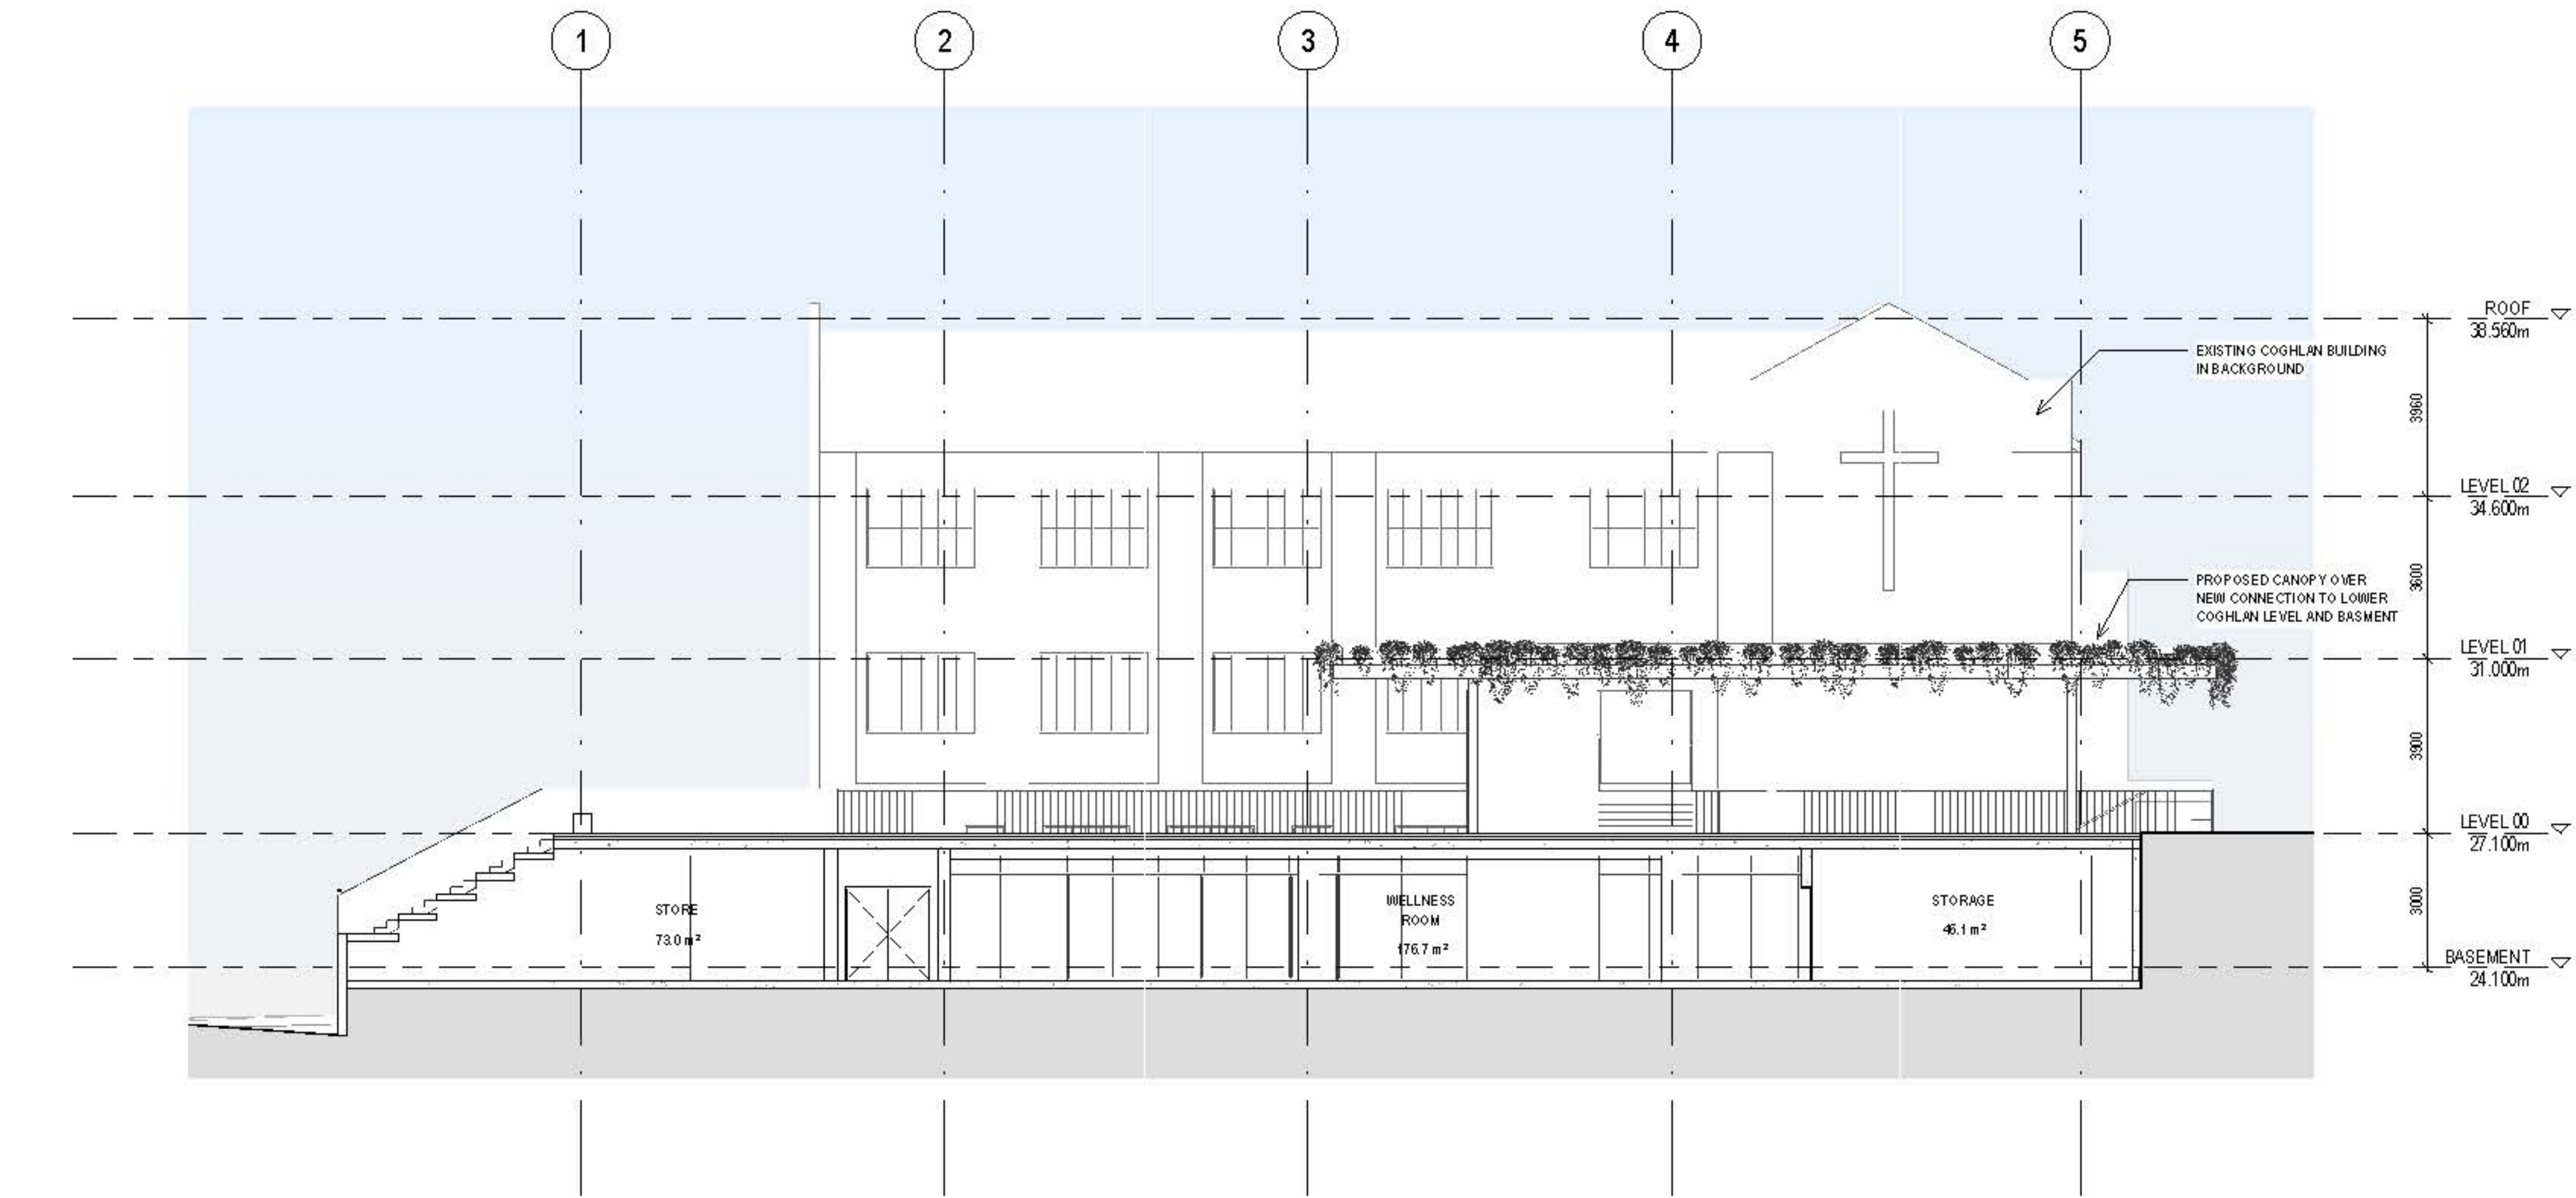 1 2 3 4 5
ROOF
38.560m
EXISTING COGHLAN BUILDING
IN BACKGROUND
3960
LEVEL 02
34.600m
3600
PROPOSED CANOPY OVER
NEW CONNECTION TO LOWER
COGHLAN LEVEL AND BASMENT
LEVEL 01
31.000m
3900
LEVEL 00
27.100m
3000
STORE
73.0 m²
WELLNESS
ROOM
176.7 m²
STORAGE
46.1 m²
BASEMENT
24.100m